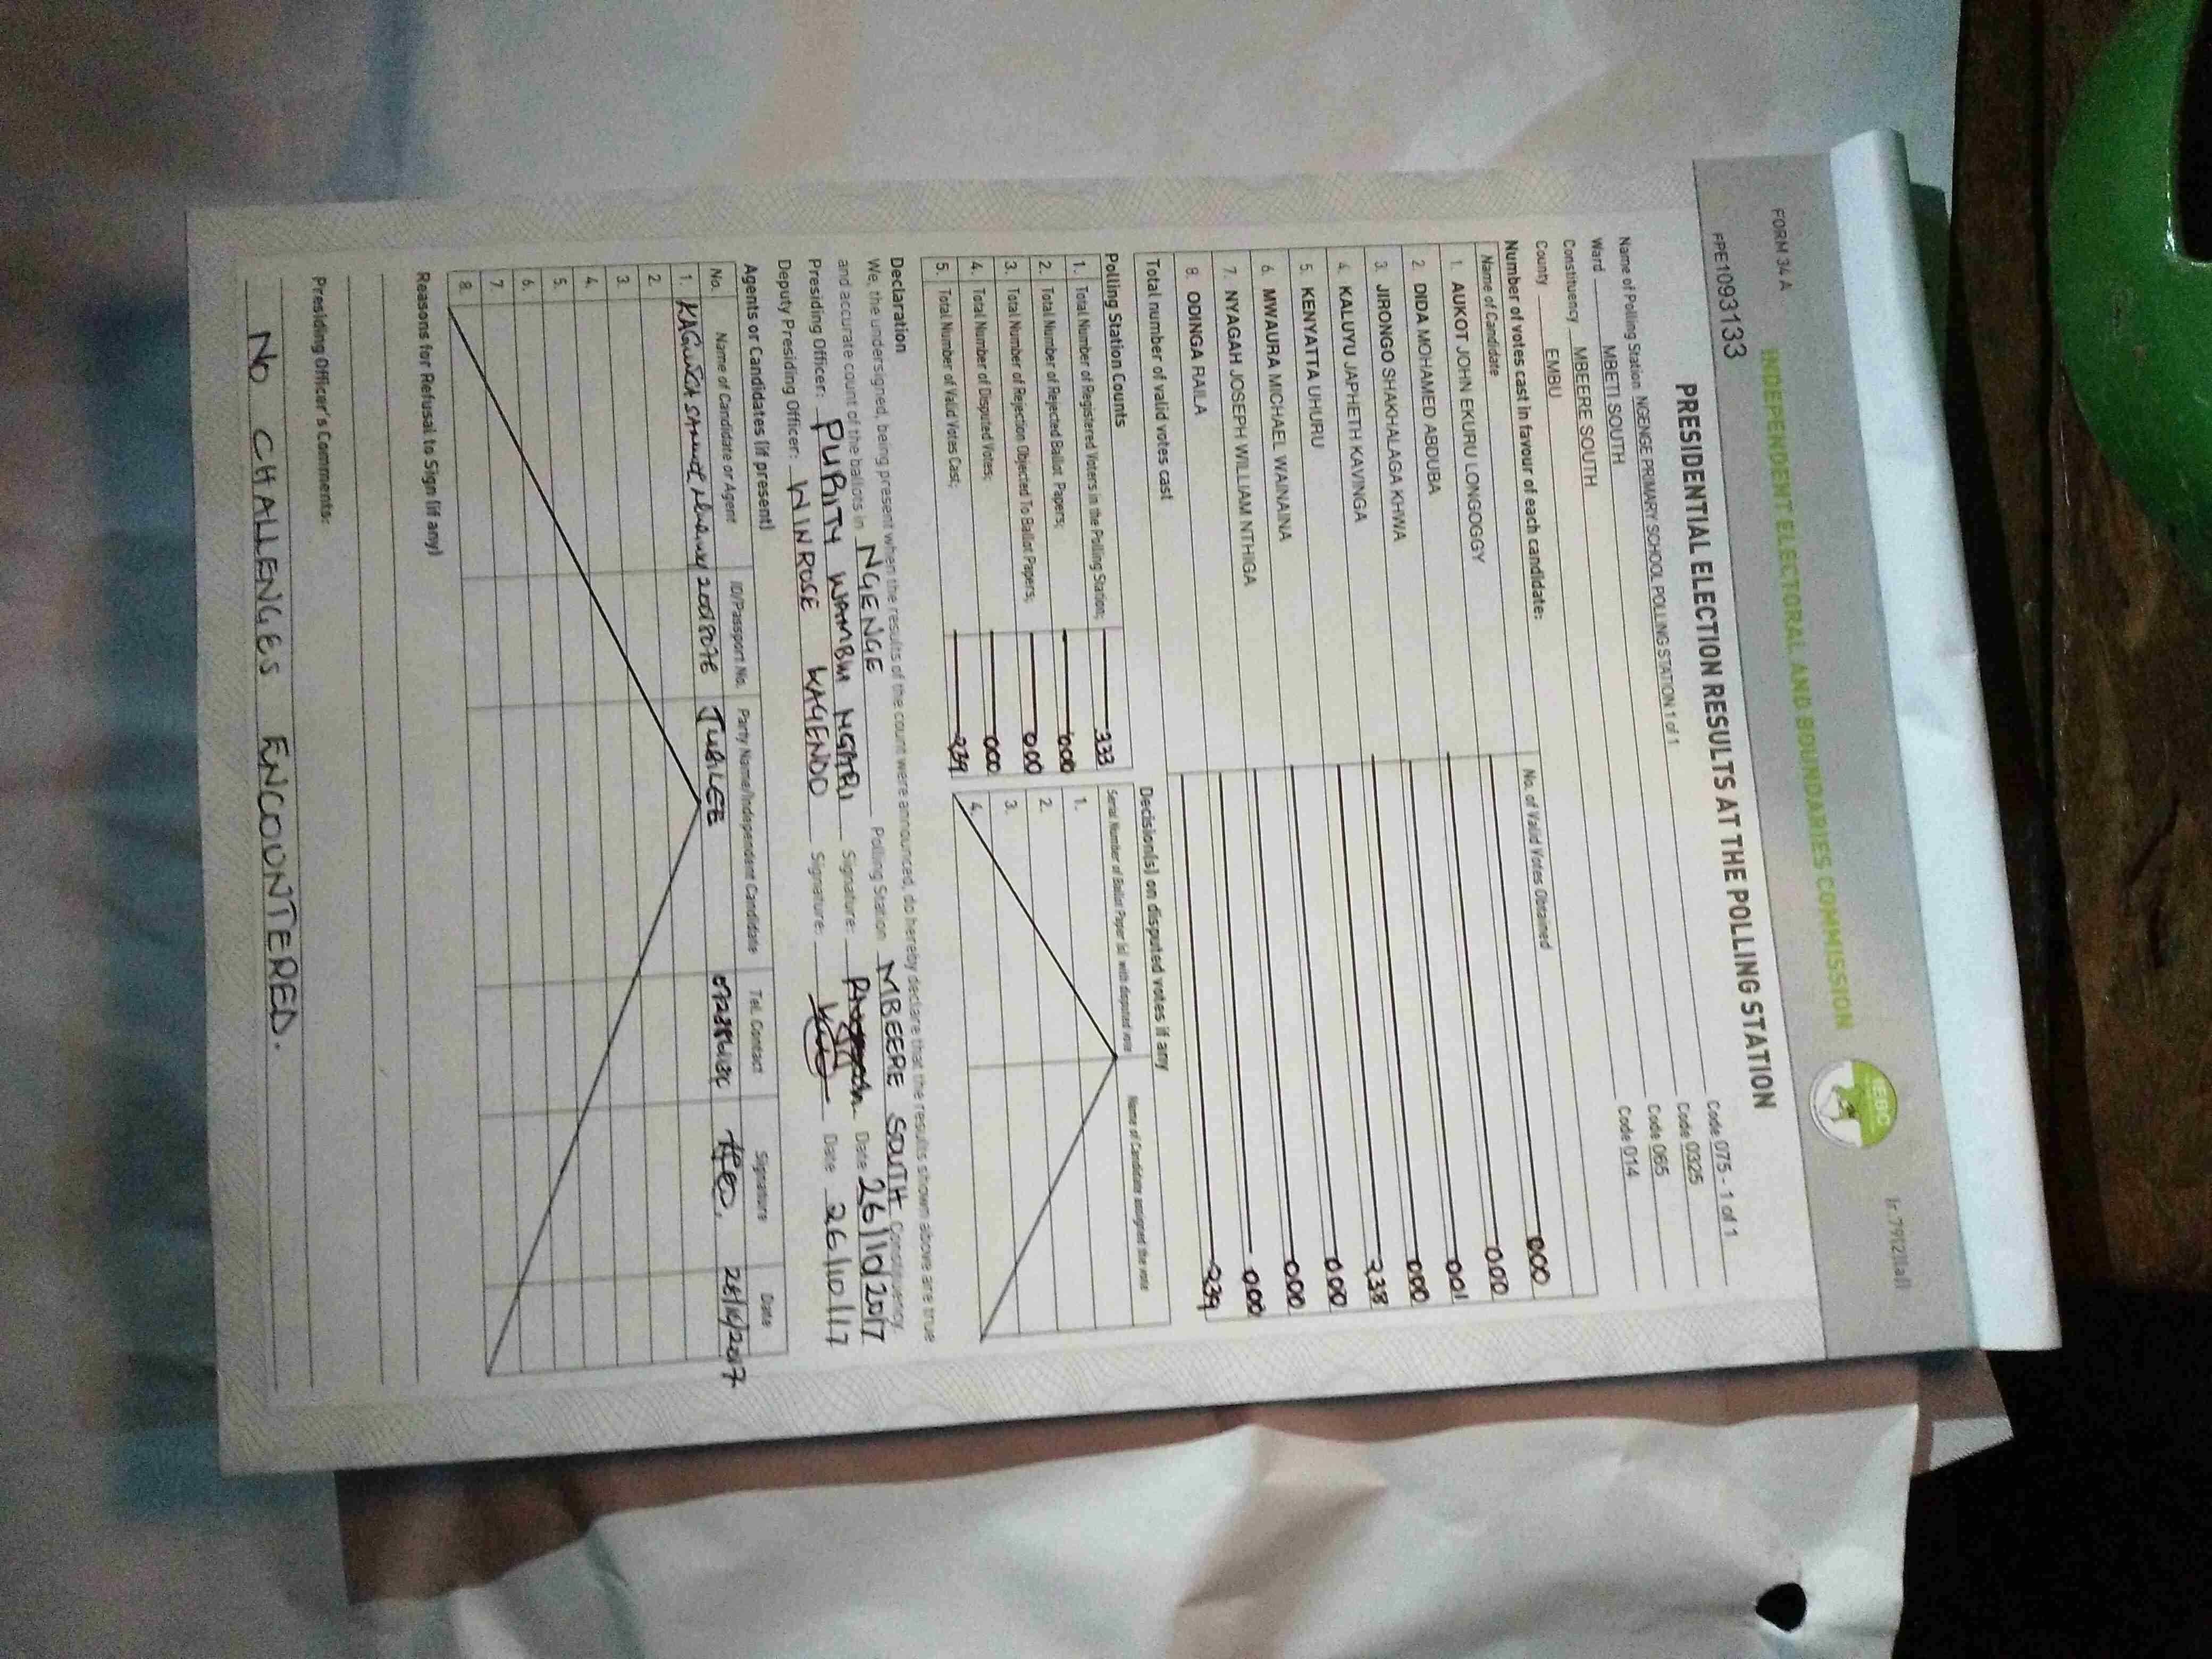 Ir 79(2)(a)
FORM 34 A
INDEPENDENT ELECTORAL AND BOUNDARIES COMMISSION
IEBC
FPE1093133
PRESIDENTIAL ELECTION RESULTS AT THE POLLING STATION
Name of Polling Station NGENGE PRIMARY SCHOOL POLLING STATION 1 of 1 Code 075 - 1 of 1
Ward MBETI SOUTH Code 0325
Constituency MBEERE SOUTH Code 065
County EMBU Code 014
Number of votes cast in favour of each candidate:
Name of Candidate No. of Valid Votes Obtained
1. AUKOT JOHN EKURU LONGOGGY 000
2. DIDA MOHAMED ABDUBA 000
3. JIRONGO SHAKHALAGA KHWA 001
4. KALUYU JAPHETH KAVINGA 000
5. KENYATTA UHURU 238
6. MWAURA MICHAEL WAINAINA 000
7. NYAGAH JOSEPH WILLIAM NTHIGA 000
8. ODINGA RAILA 000
Total number of valid votes cast 239
Polling Station Counts Decision(s) on disputed votes if any
1. Total Number of Registered Voters in the Polling Station; 333 Serial Number of Ballot Paper (s) with disputed vote Name of Candidate assigned the vote
2. Total Number of Rejected Ballot Papers; 000 1.
3. Total Number of Rejection Objected To Ballot Papers; 000 2.
4. Total Number of Disputed Votes; 000 3.
5. Total Number of Valid Votes Cast; 239 4.
Declaration
We, the undersigned, being present when the results of the count were announced, do hereby declare that the results shown above are true
and accurate count of the ballots in NGENGE Polling Station MBEERE SOUTH Constituency
Presiding Officer: PURITY WAMBUI NGARI Signature: Date 26/10/2017
Deputy Presiding Officer: WINROSE KAGENDO Signature: Date 26/10/17
Agents or Candidates (if present)
No. Name of Candidate or Agent ID/Passport No. Party Name/Independent Candidate Tel. Contact Signature Date
1. SAMUEL JUBILEE 26/10/2017
2.
3.
4.
5.
6.
7.
8.
Reasons for Refusal to Sign (if any)
Presiding Officer's Comments:
NO CHALLENGES ENCOUNTERED.